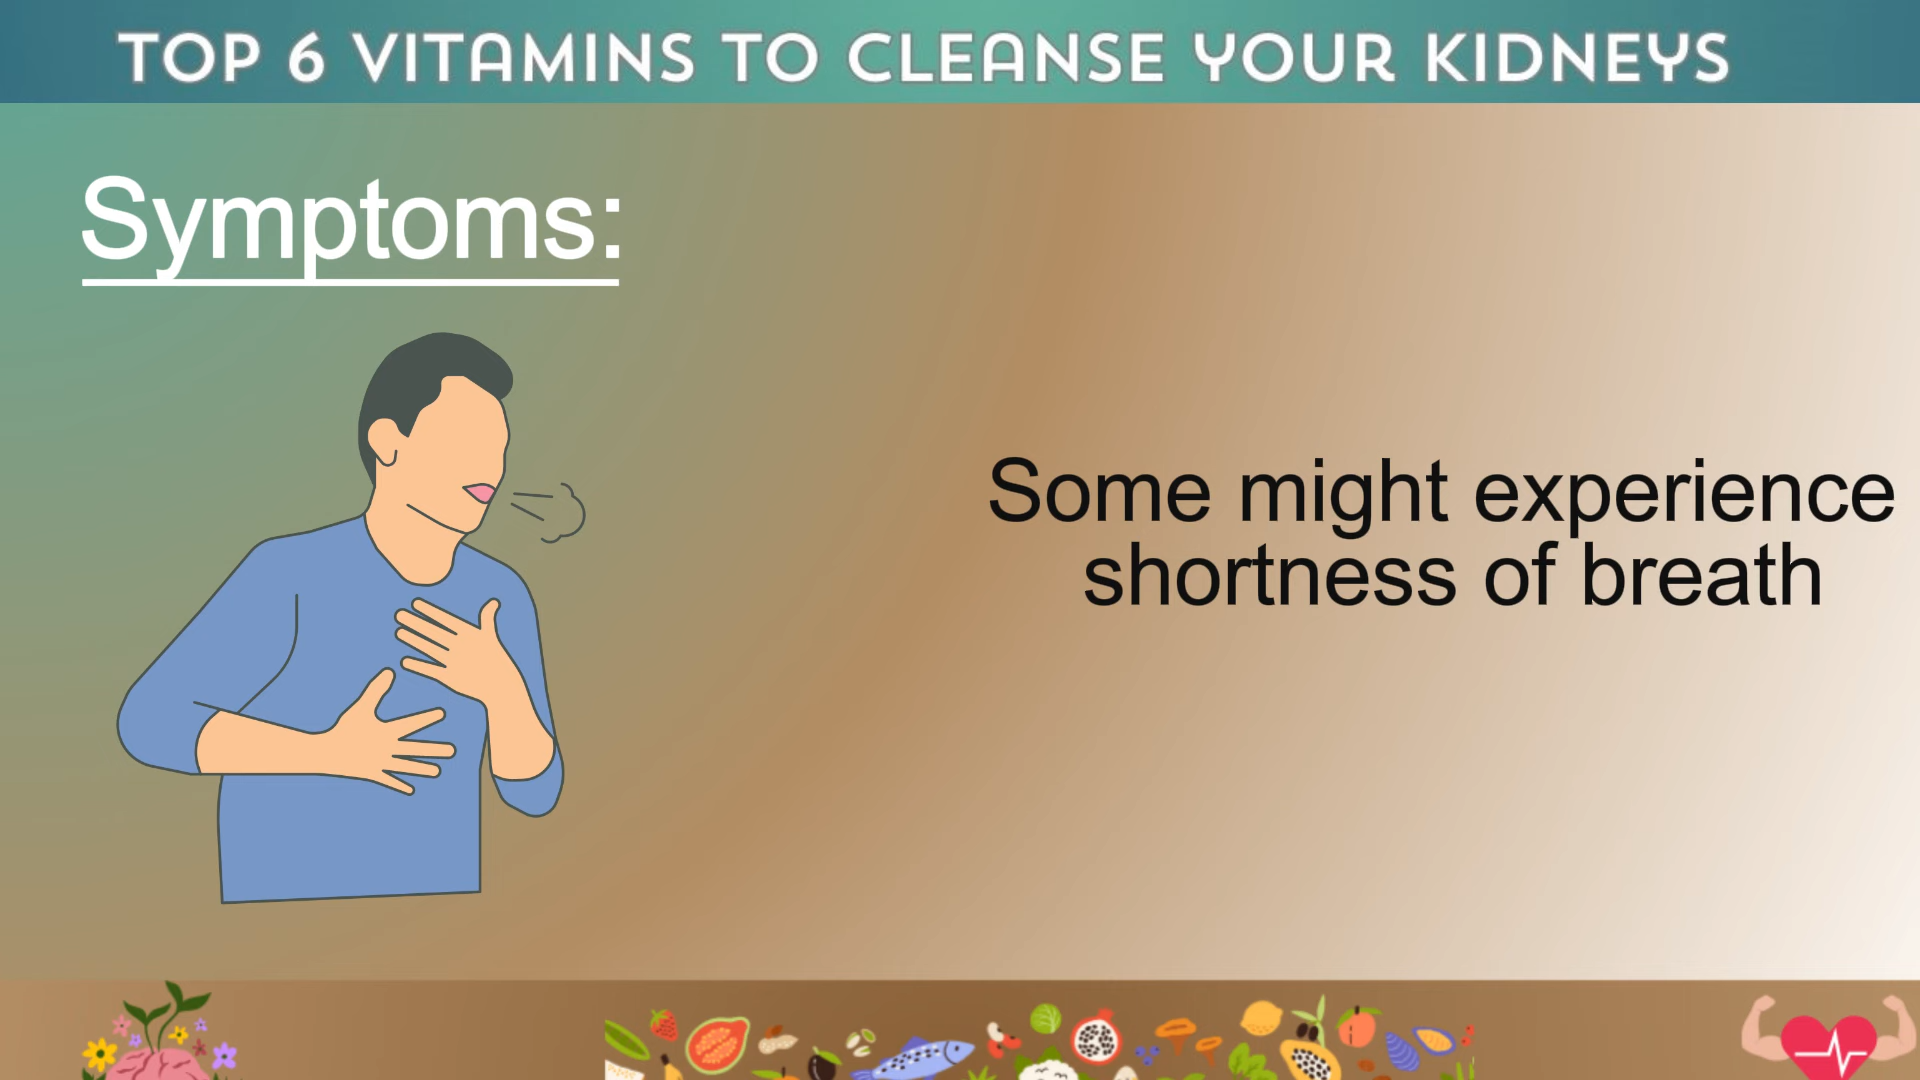 TOP 6 VITAMINS TO CLEANSE YOUR KIDNEYS
Symptoms:
Some might experience
shortness of breath